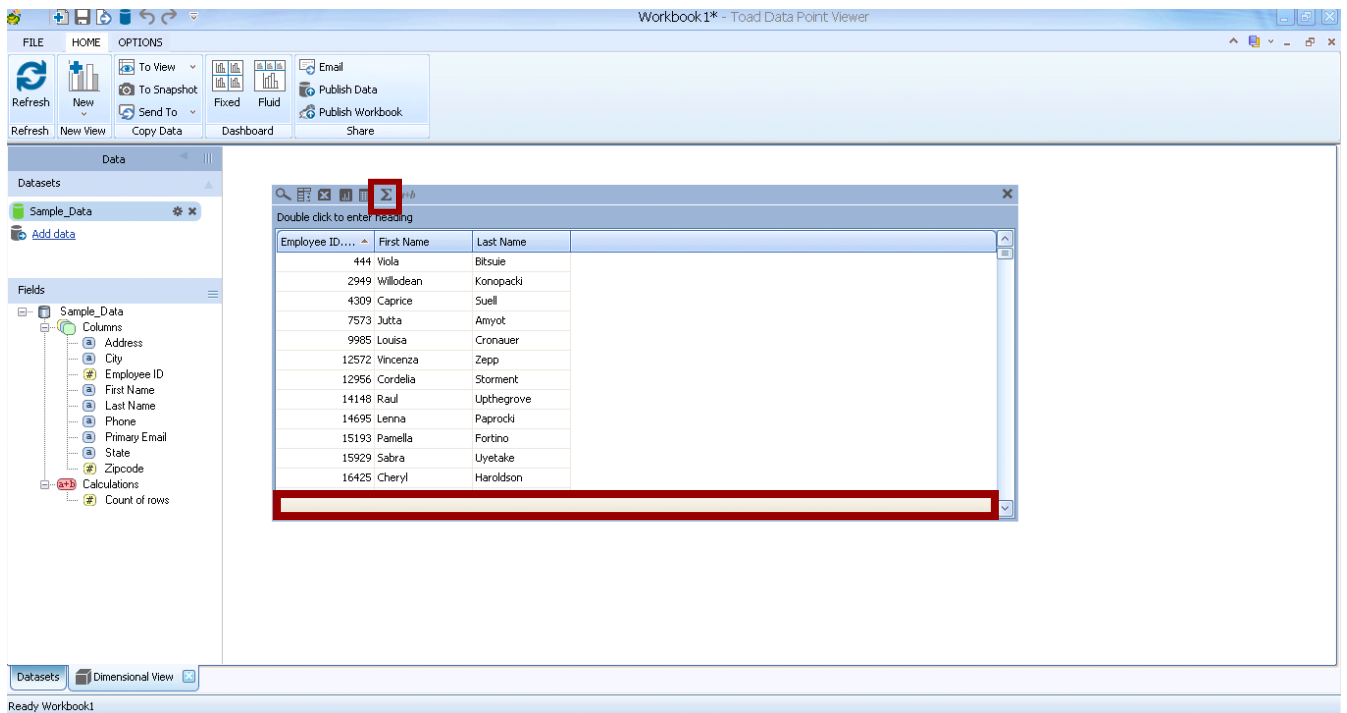 Workbook1* - Toad Data Point Viewer
FILE HOME OPTIONS
Refresh
New
To View
To Snapshot
Send To
Fixed Fluid
Email
Publish Data
Publish Workbook
Refresh New View Copy Data Dashboard Share
Data
Datasets
Sample_Data
Add data
Fields
Sample_Data
Columns
a Address
a City
# Employee ID
a First Name
a Last Name
a Phone
a Primary Email
a State
# Zipcode
a+b Calculations
# Count of rows
Σ
Double click to enter heading
Employee ID.... First Name Last Name
444 Viola Bitsuie
2949 Willodean Konopacki
4309 Caprice Suell
7573 Jutta Amyot
9985 Louisa Cronauer
12572 Vincenza Zepp
12956 Cordelia Storment
14148 Raul Upthegrove
14695 Lenna Paprocki
15193 Pamella Fortino
15929 Sabra Uyetake
16425 Cheryl Haroldson
Datasets Dimensional View
Ready Workbook1